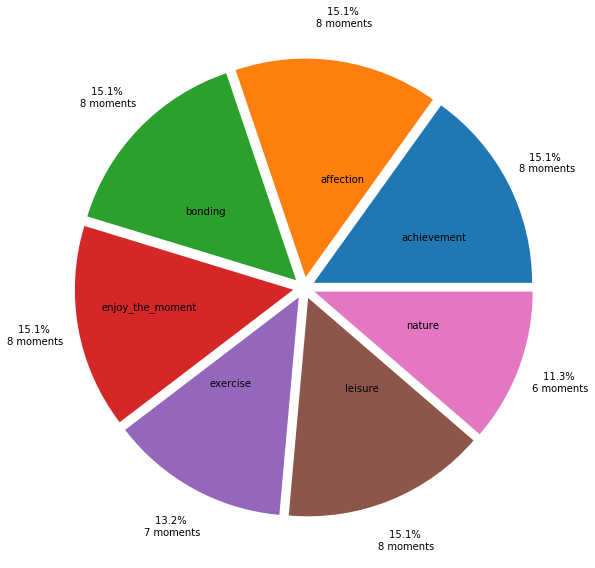 15.1%
8 moments
affection
15.1%
8 moments
bonding
15.1%
8 moments
achievement
enjoy_the_moment
15.1%
8 moments
nature
11.3%
6 moments
exercise
13.2%
7 moments
leisure
15.1%
8 moments